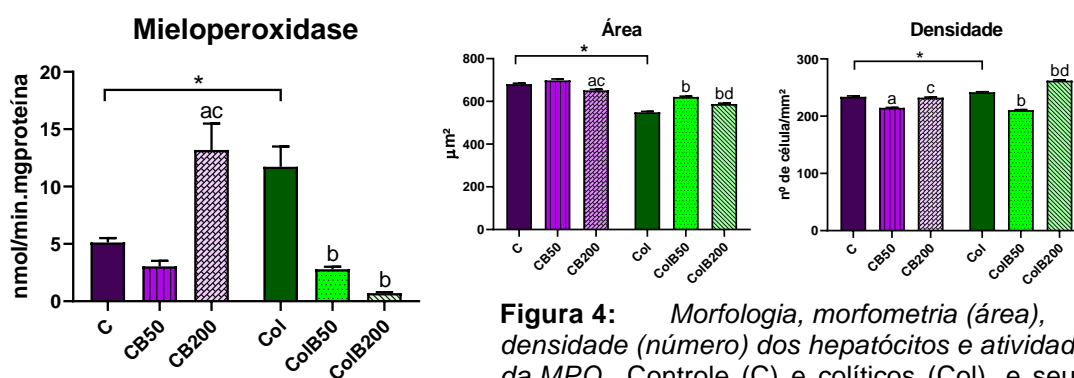 Mieloperoxidase
nmol/min.mgproteína
20
15
10
5
0
*
ac
b
b
C
CB50
CB200
Col
ColB50
ColB200
Área
µm²
800
600
400
200
0
*
ac
b
bd
C
CB50
CB200
Col
ColB50
ColB200
Densidade
nº de célula/mm²
300
200
100
0
*
a
c
b
bd
C
CB50
CB200
Col
ColB50
ColB200
Figura 4: Morfologia, morfometria (área),
densidade (número) dos hepatócitos e atividad
da MPO. Controle (C) e colíticos (Col), e seu